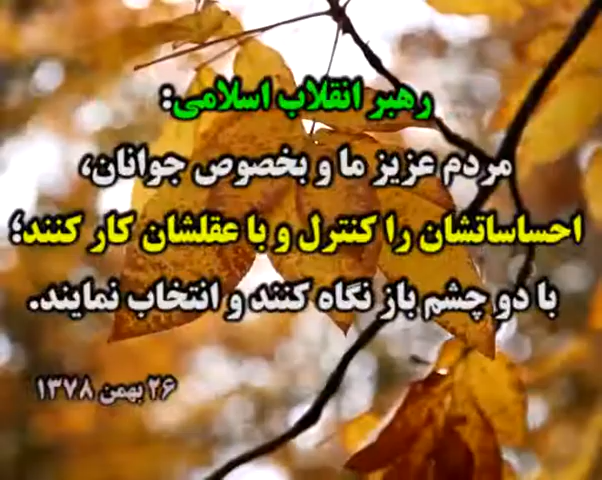 رهبر انقلاب اسلامی:
مردم عزیز ما و بخصوص جوانان،
احساساتشان را کنترل و با عقلشان کار کنند؛
با دو چشم باز نگاه کنند و انتخاب نمایند.
۲۶ بهمن ۱۳۷۸